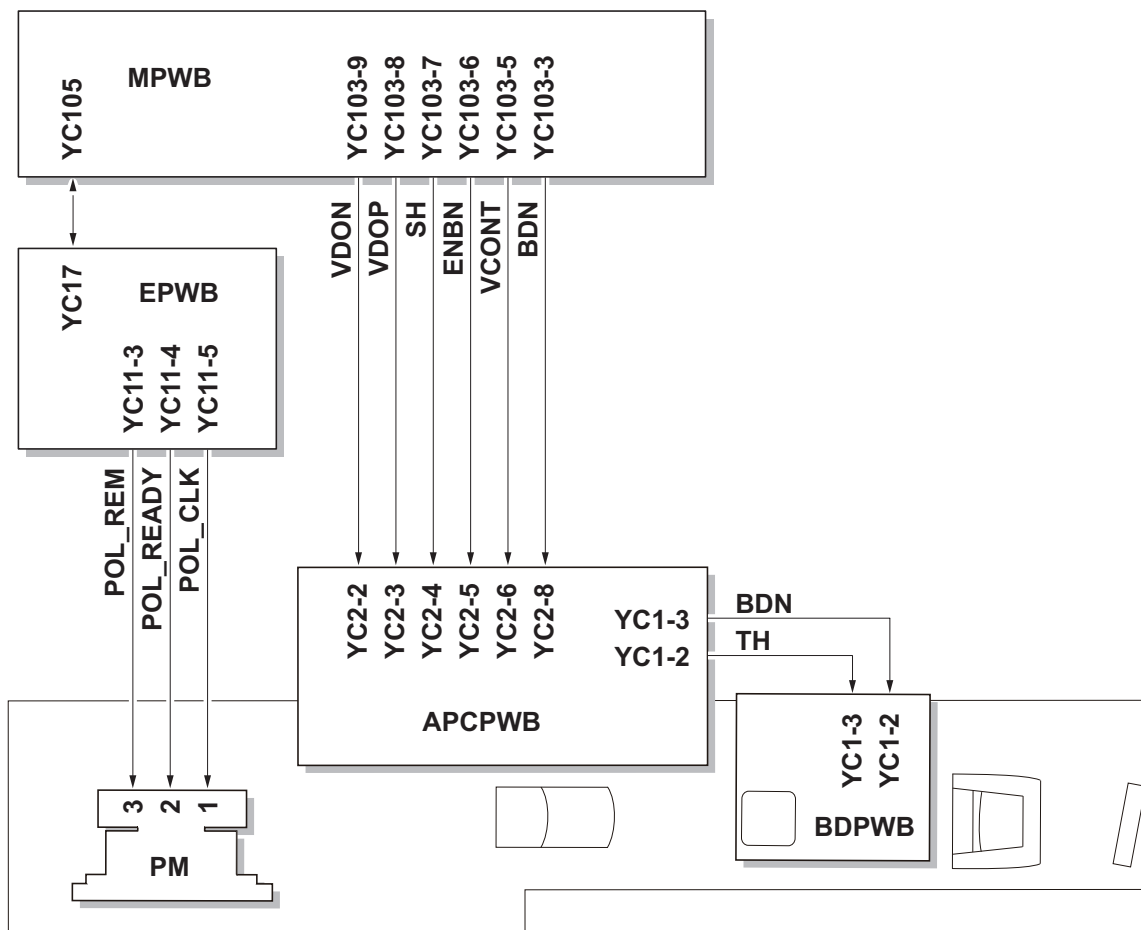 MPWB
YC105
YC103-9
YC103-8
YC103-7
YC103-6
YC103-5
YC103-3
VDON
VDOP
SH
ENBN
VCONT
BDN
YC17
EPWB
YC11-3
YC11-4
YC11-5
POL_REM
POL_READY
POL_CLK
YC2-2
YC2-3
YC2-4
YC2-5
YC2-6
YC2-8
YC1-3
YC1-2
BDN
TH
APCPWB
YC1-3
YC1-2
BDPWB
3
2
1
PM